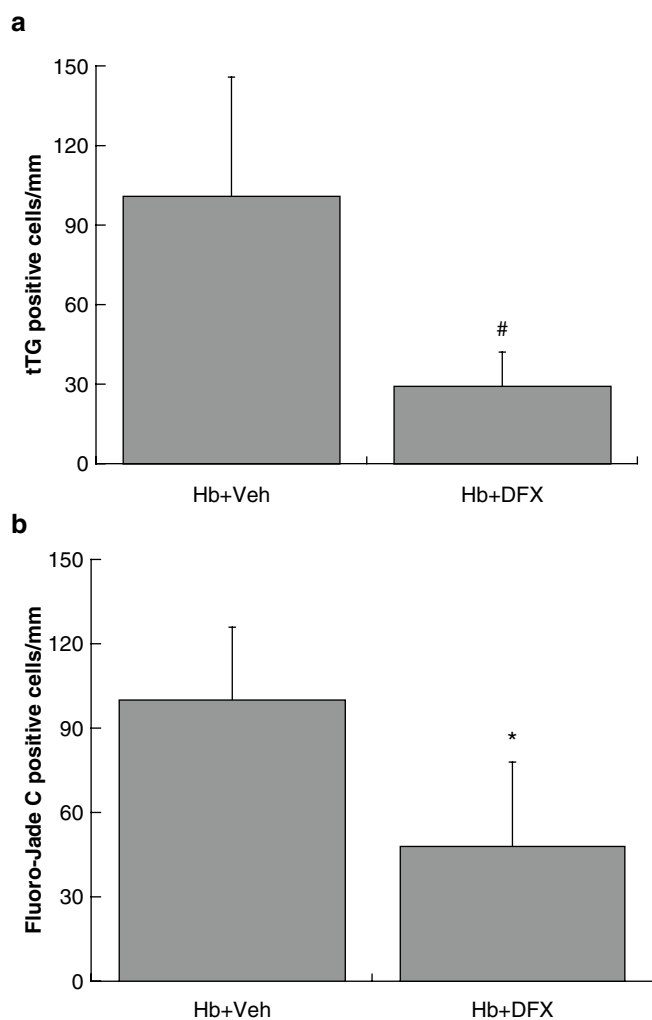 a
150
120
90
60
30
0
tTG positive cells/mm
#
Hb+Veh Hb+DFX
b
150
120
90
60
30
0
Fluoro-Jade C positive cells/mm
*
Hb+Veh Hb+DFX